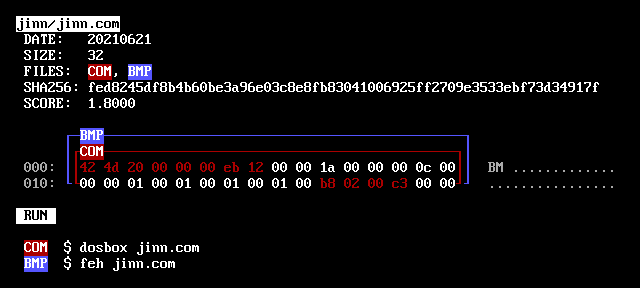 jinn/jinn.com
DATE: 20210621
SIZE: 32
FILES: COM, BMP
SHA256: fed8245df8b4b60be3a96e03c8e8fb83041006925ff2709e3533ebf73d34917f
SCORE: 1.8000
BMP
COM
000: 42 4d 20 00 00 00 eb 12 00 00 1a 00 00 00 0c 00 BM .............
010: 00 00 01 00 01 00 01 00 01 00 b8 02 00 c3 00 00 ................
RUN
COM $ dosbox jinn.com
BMP $ feh jinn.com